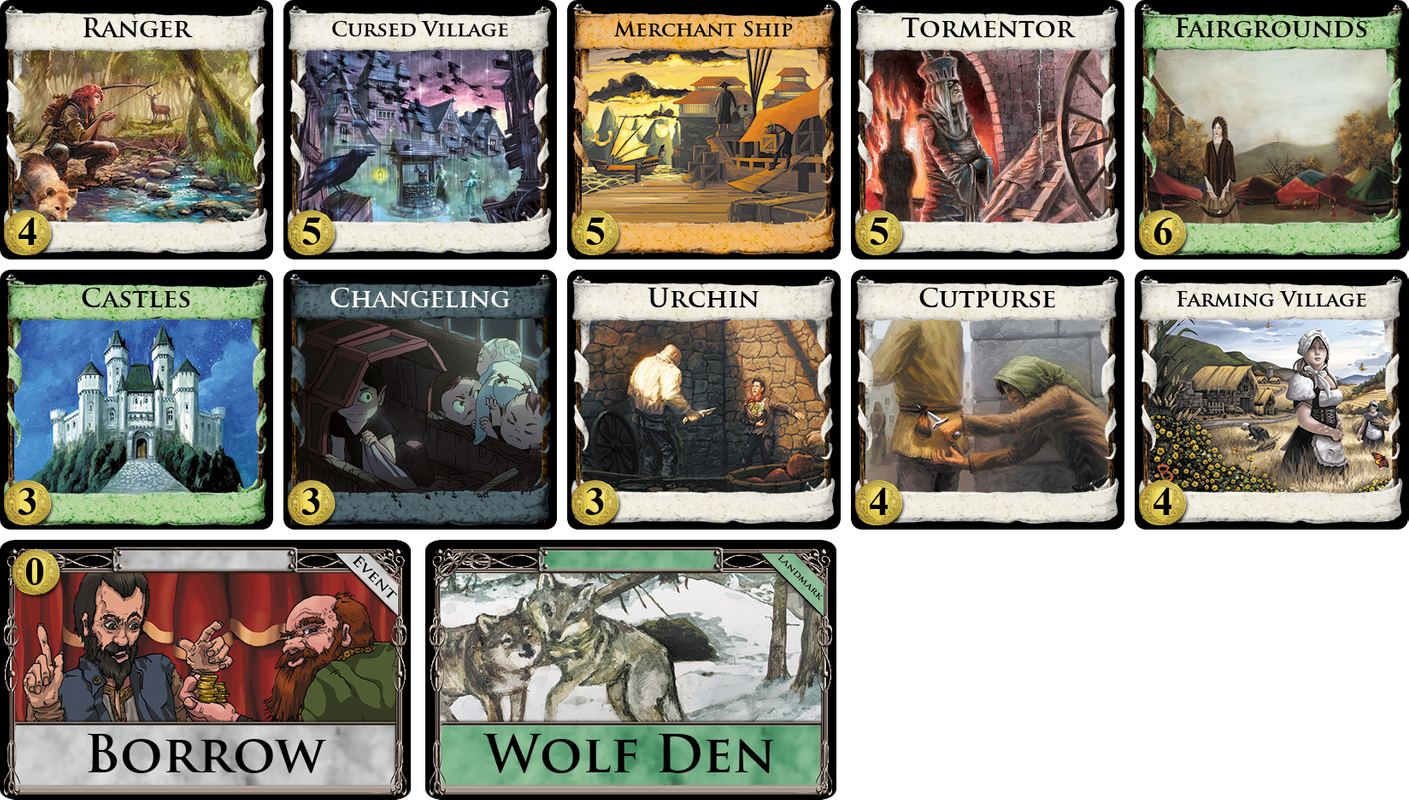 RANGER
4
CURSED VILLAGE
5
MERCHANT SHIP
5
TORMENTOR
5
FAIRGROUNDS
6
CASTLES
3
CHANGELING
3
URCHIN
3
CUTPURSE
4
FARMING VILLAGE
4
0
EVENT
BORROW
LANDMARK
WOLF DEN